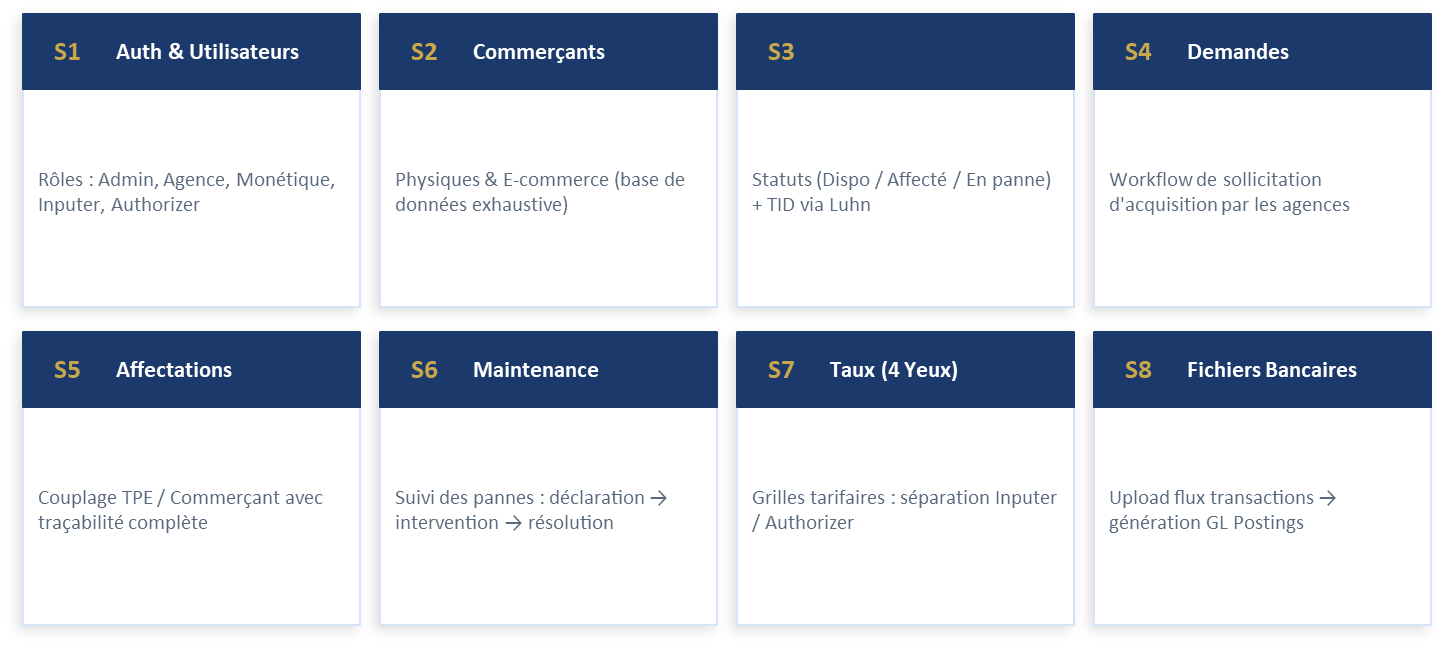 S1 Auth & Utilisateurs
Rôles : Admin, Agence, Monétique,
Inputer, Authorizer
S2 Commerçants
Physiques & E-commerce (base de
données exhaustive)
S3
Statuts (Dispo / Affecté / En panne)
+ TID via Luhn
S4 Demandes
Workflow de sollicitation
d'acquisition par les agences
S5 Affectations
Couplage TPE / Commerçant avec
traçabilité complète
S6 Maintenance
Suivi des pannes : déclaration →
intervention → résolution
S7 Taux (4 Yeux)
Grilles tarifaires : séparation Inputer
/ Authorizer
S8 Fichiers Bancaires
Upload flux transactions →
génération GL Postings